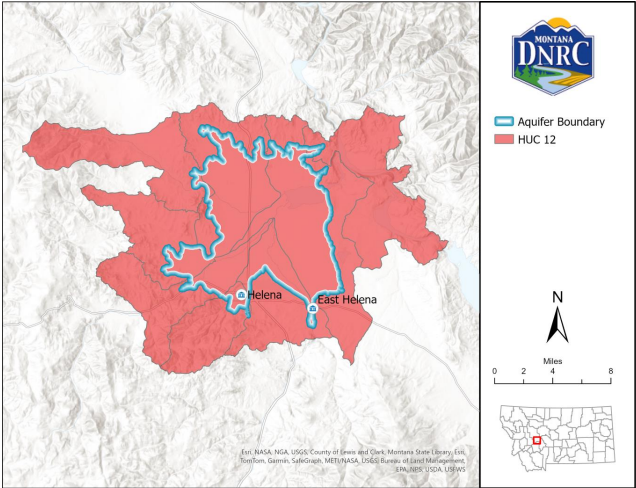 MONTANA
DNRC
Aquifer Boundary
HUC 12
Helena
East Helena
N
Miles
0 2 4 8
Esri, NASA, NGA, USGS, County of Lewis and Clark, Montana State Library, Esri,
TomTom, Garmin, SafeGraph, METI/NASA, USGS, Bureau of Land Management,
EPA, NPS, USDA, USFWS